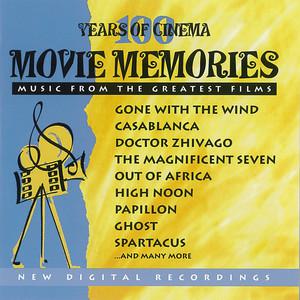 100
YEARS OF CINEMA
MOVIE MEMORIES
MUSIC FROM THE GREATEST FILMS
GONE WITH THE WIND
CASABLANCA
DOCTOR ZHIVAGO
THE MAGNIFICENT SEVEN
OUT OF AFRICA
HIGH NOON
PAPILLON
GHOST
SPARTACUS
...AND MANY MORE
NEW DIGITAL RECORDINGS